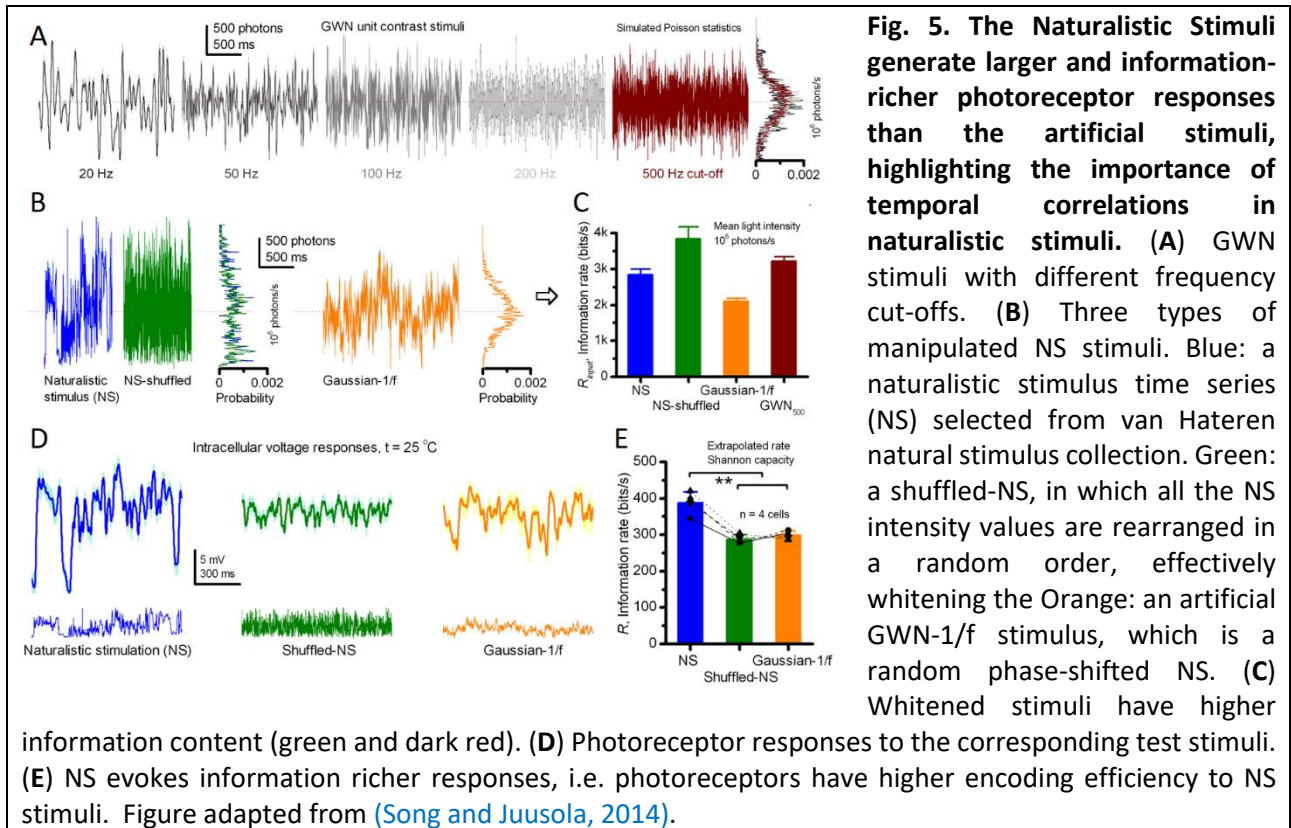 A
500 photons
500 ms
GWN unit contrast stimuli
Simulated Poisson statistics
10⁶ photons/s
20 Hz
50 Hz
100 Hz
200 Hz
500 Hz cut-off
0
0.002
B
500 photons
500 ms
10⁶ photons/s
10⁶ photons/s
Naturalistic
stimulus (NS)
NS-shuffled
0 0.002
Probability
Gaussian-1/f
0 0.002
Probability
C
Mean light intensity
10⁶ photons/s
R_input, Information rate (bits/s)
4k
3k
2k
1k
0
NS
NS-shuffled
Gaussian-1/f
GWN₅₀₀
D
Intracellular voltage responses, t = 25 °C
5 mV
300 ms
Naturalistic stimulation (NS)
Shuffled-NS
Gaussian-1/f
E
Extrapolated rate
Shannon capacity
**
n = 4 cells
R, Information rate (bits/s)
500
400
300
200
100
0
NS
Shuffled-NS
Gaussian-1/f
Fig. 5. The Naturalistic Stimuli
generate larger and information-
richer photoreceptor responses
than the artificial stimuli,
highlighting the importance of
temporal correlations in
naturalistic stimuli. (A) GWN
stimuli with different frequency
cut-offs. (B) Three types of
manipulated NS stimuli. Blue: a
naturalistic stimulus time series
(NS) selected from van Hateren
natural stimulus collection. Green:
a shuffled-NS, in which all the NS
intensity values are rearranged in
a random order, effectively
whitening the Orange: an artificial
GWN-1/f stimulus, which is a
random phase-shifted NS. (C)
Whitened stimuli have higher
information content (green and dark red). (D) Photoreceptor responses to the corresponding test stimuli.
(E) NS evokes information richer responses, i.e. photoreceptors have higher encoding efficiency to NS
stimuli. Figure adapted from (Song and Juusola, 2014).